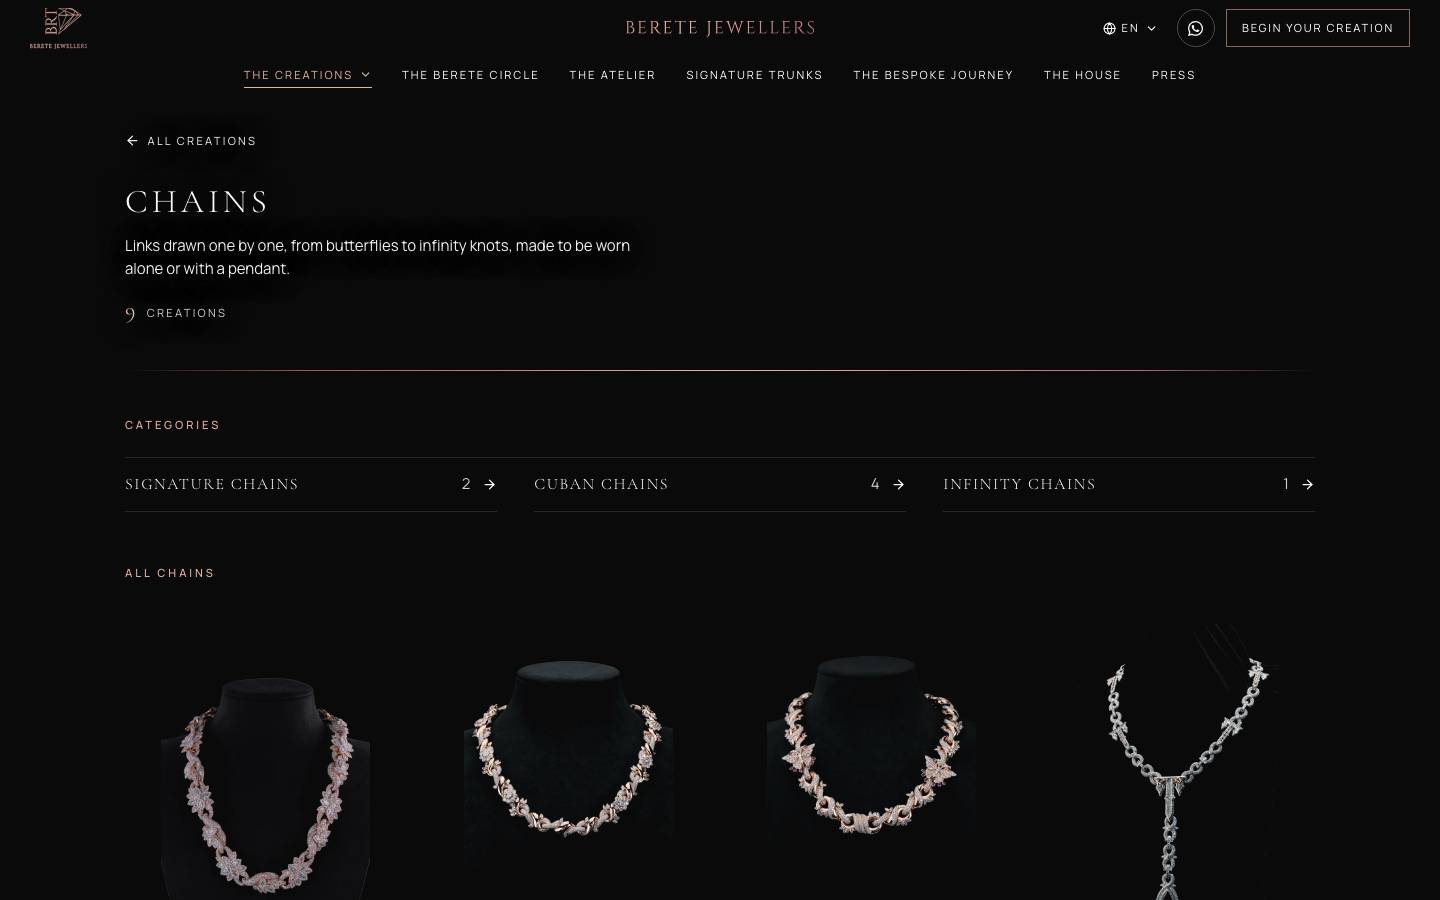 BRT
BERETE JEWELLERS
BERETE JEWELLERS
EN
BEGIN YOUR CREATION
THE CREATIONS
THE BERETE CIRCLE
THE ATELIER
SIGNATURE TRUNKS
THE BESPOKE JOURNEY
THE HOUSE
PRESS
ALL CREATIONS
CHAINS
Links drawn one by one, from butterflies to infinity knots, made to be worn
alone or with a pendant.
9 CREATIONS
CATEGORIES
SIGNATURE CHAINS 2
CUBAN CHAINS 4
INFINITY CHAINS 1
ALL CHAINS